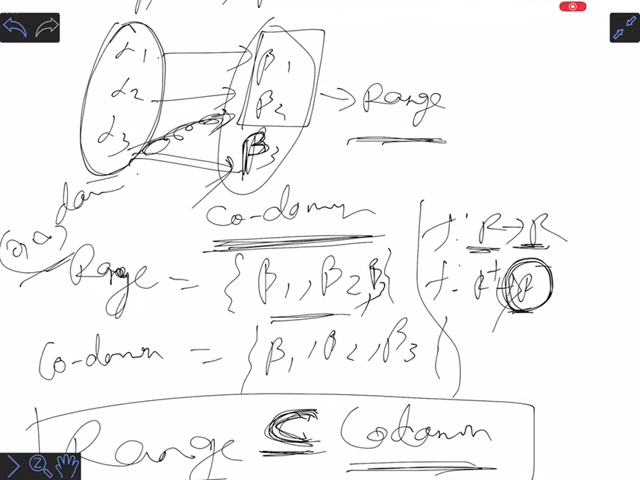 α1 β1
α2 β2 → Range
α3 β3
dom
Co-domain
Range = { β1, β2, β3 }
f: R → R
f: R+ → R
Co-domain = { β1, β2, β3 }
Range ⊆ Codomain